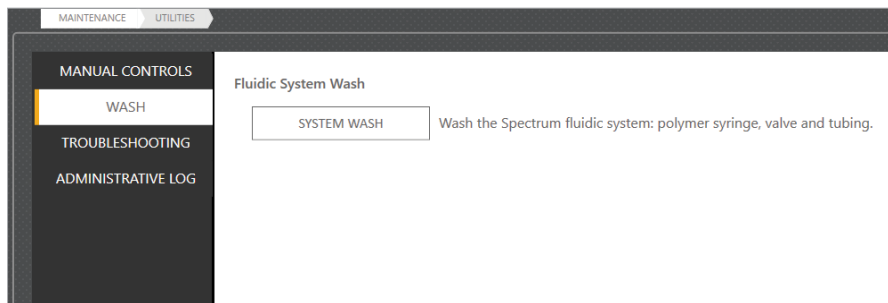 MAINTENANCE UTILITIES
MANUAL CONTROLS
WASH
TROUBLESHOOTING
ADMINISTRATIVE LOG
Fluidic System Wash
SYSTEM WASH Wash the Spectrum fluidic system: polymer syringe, valve and tubing.